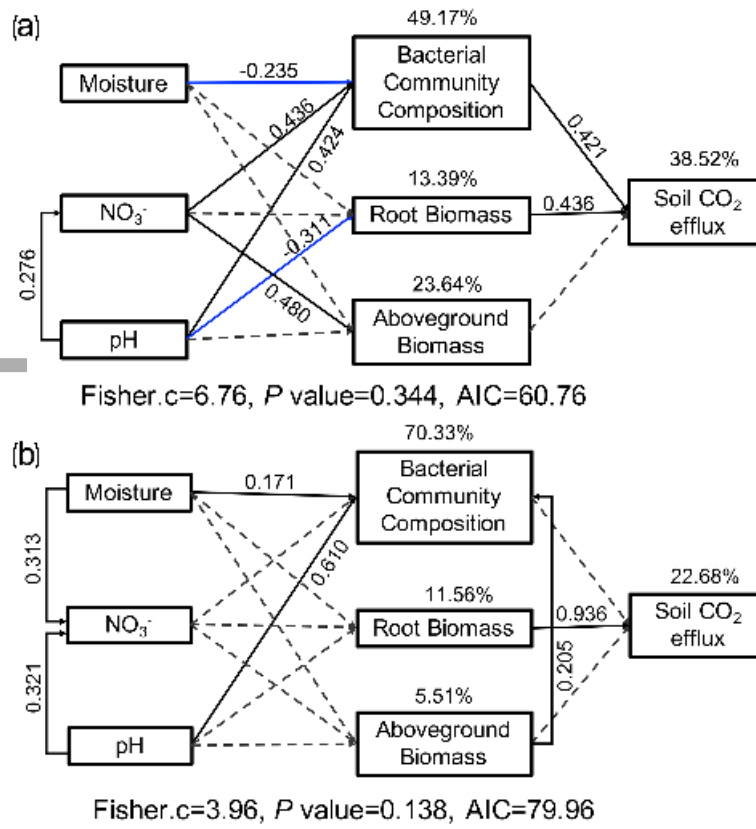 (a)
49.17%
Moisture
-0.235
Bacterial
Community
Composition
0.436
0.424
0.421
38.52%
13.39%
NO₃⁻
Root Biomass
0.436
Soil CO₂
efflux
0.276
-0.311
0.480
23.64%
pH
Aboveground
Biomass
Fisher.c=6.76, P value=0.344, AIC=60.76
(b)
70.33%
Moisture
0.171
Bacterial
Community
Composition
0.313
0.610
22.68%
11.56%
NO₃⁻
Root Biomass
0.936
Soil CO₂
efflux
0.321
0.205
5.51%
pH
Aboveground
Biomass
Fisher.c=3.96, P value=0.138, AIC=79.96